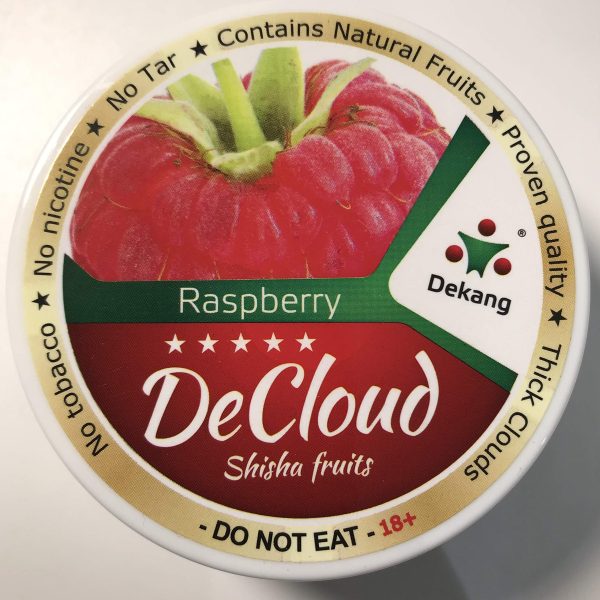 No tobacco ★ No nicotine ★ No Tar ★ Contains Natural Fruits ★ Proven quality ★ Thick Clouds
®
Dekang
Raspberry
★★★★★
DeCloud
Shisha fruits
- DO NOT EAT - 18+